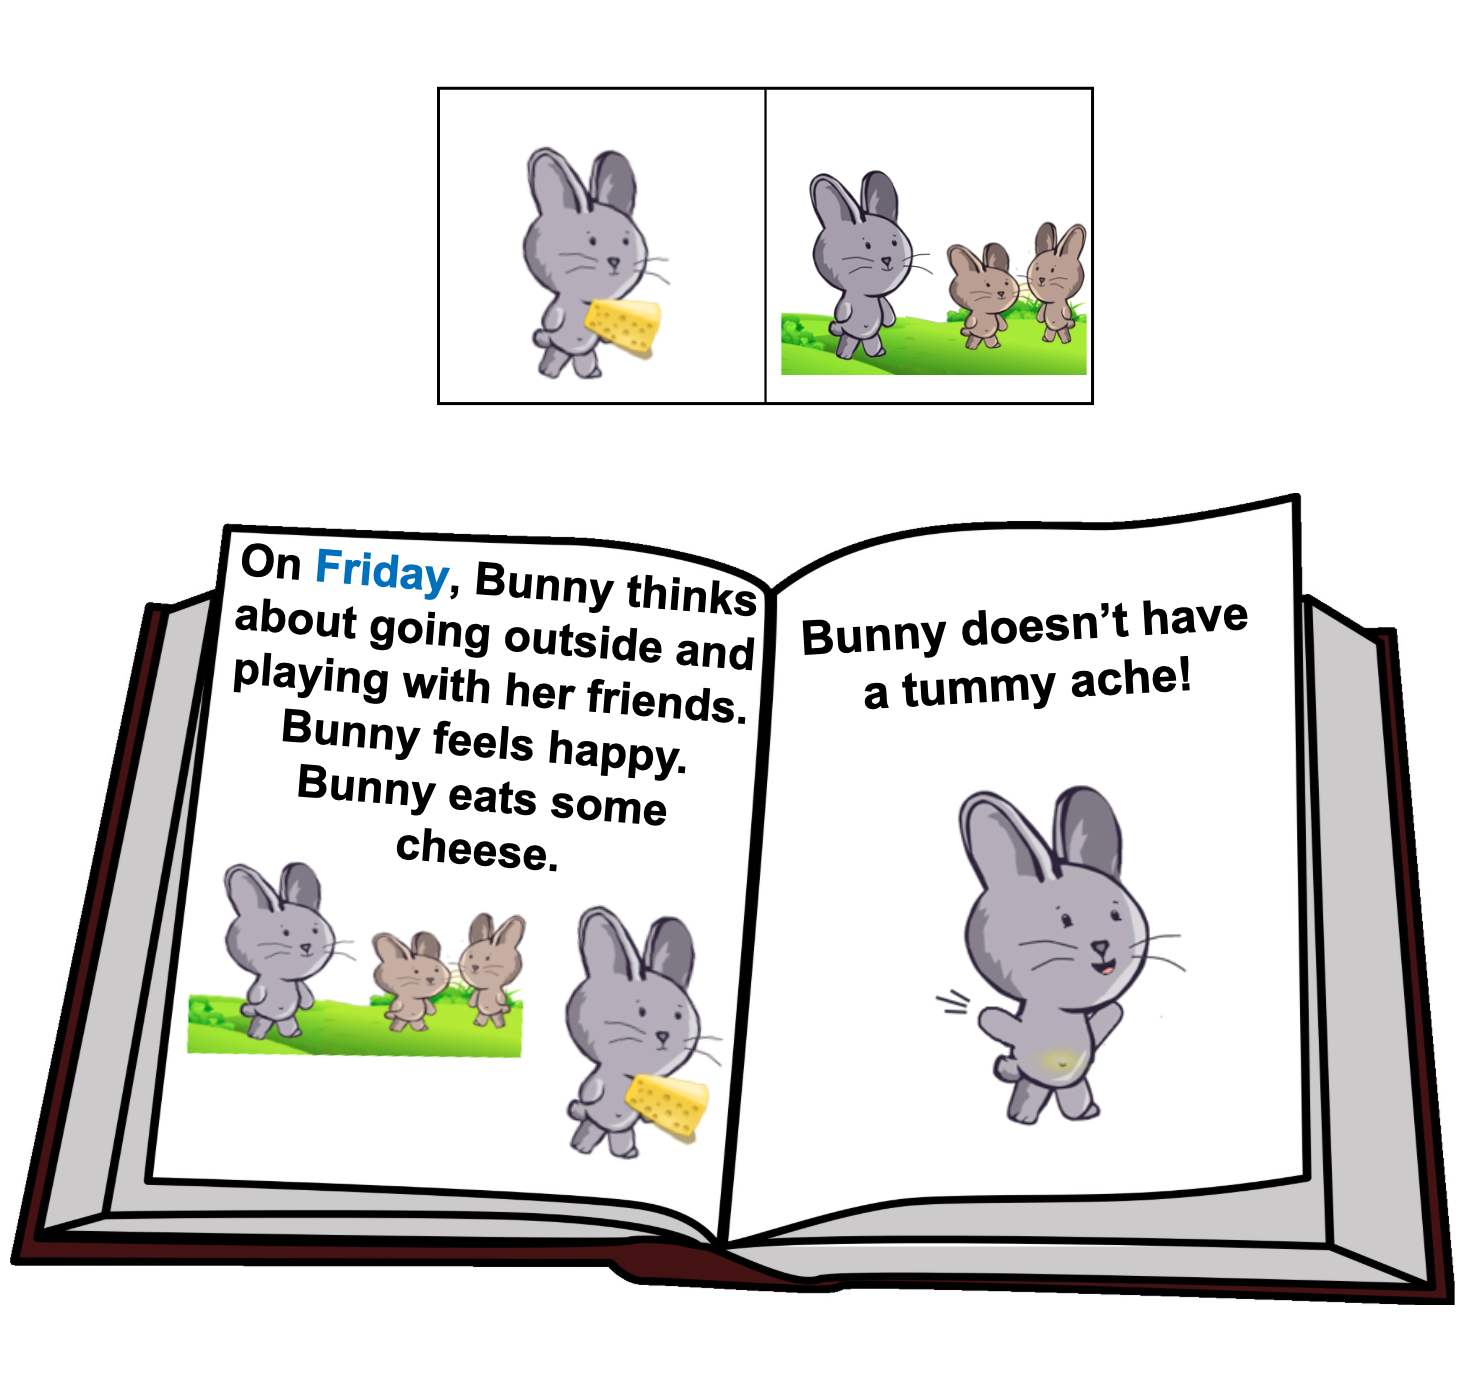 On Friday, Bunny thinks
about going outside and
playing with her friends.
Bunny feels happy.
Bunny eats some
cheese.
Bunny doesn’t have
a tummy ache!